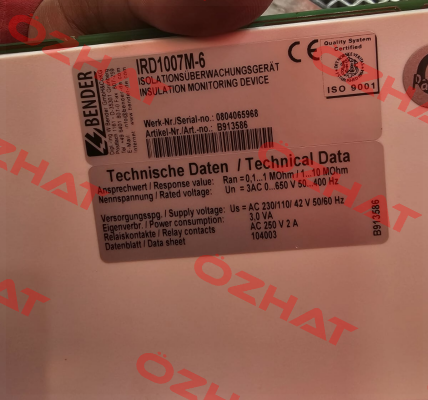 BENDER
IRD1007M-6
ISOLATIONSÜBERWACHUNGSGERÄT
INSULATION MONITORING DEVICE
Werk-Nr/Serial-no.: 0804065968
Artikel-Nr/Art.-no.: B913586
CE
Quality System
Certified
ISO 9001
Technische Daten / Technical Data
Ansprechwert / Response value: Ran = 0,1...1 MOhm / 1...10 MOhm
Nennspannung / Rated voltage: Un = 3AC 0...650 V 50...400 Hz
Versorgungsspg. / Supply voltage: Us = AC 230/110/ 42 V 50/60 Hz
Eigenverbr. / Power consumption: 3,0 VA
Relaiskontakte / Relay contacts AC 250 V 2 A
Datenblatt / Data sheet 104003
B913586
OZHAT
OZHAT
OZHAT
OZHAT
OZHAT
ÖZHAT